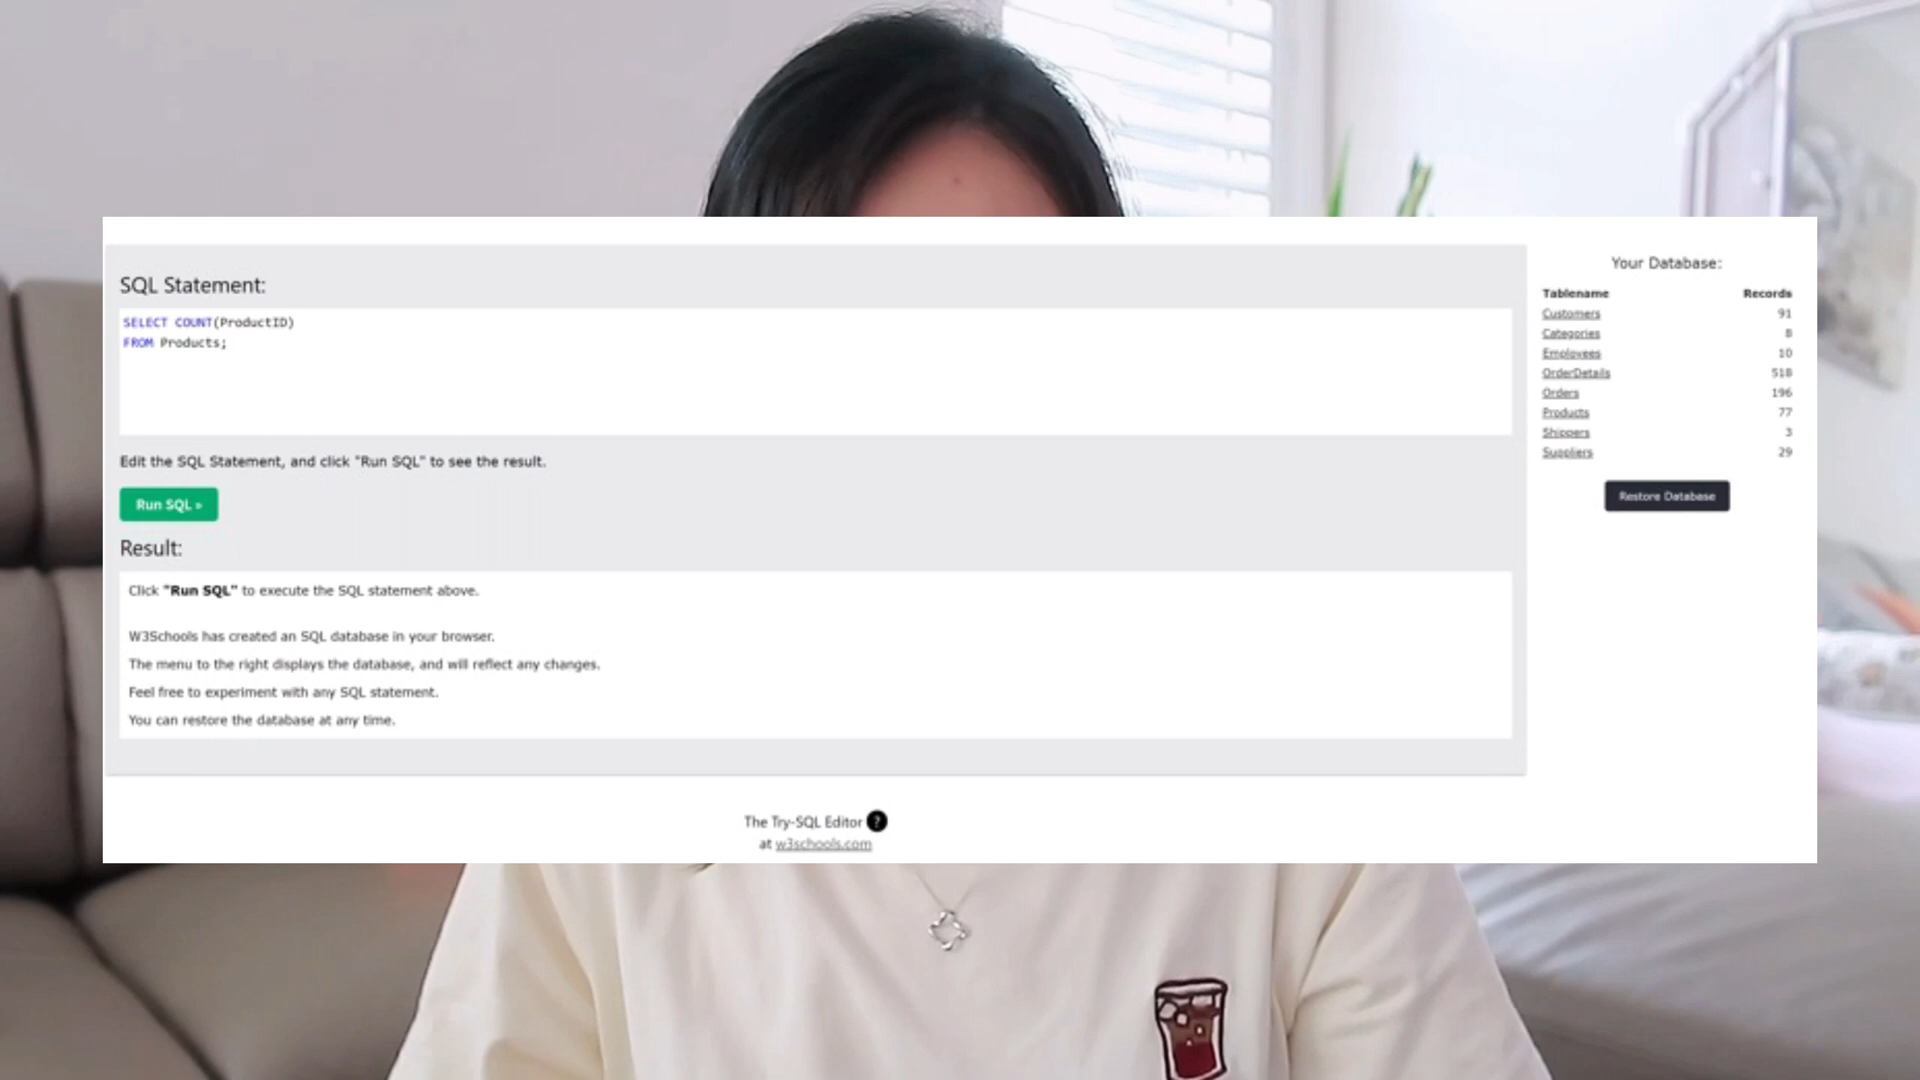 SQL Statement:
SELECT COUNT(ProductID)
FROM Products;
Edit the SQL Statement, and click "Run SQL" to see the result.
Run SQL »
Result:
Click "Run SQL" to execute the SQL statement above.
W3Schools has created an SQL database in your browser.
The menu to the right displays the database, and will reflect any changes.
Feel free to experiment with any SQL statement.
You can restore the database at any time.
The Try-SQL Editor ?
at w3schools.com
Your Database:
Tablename Records
Customers 91
Categories 8
Employees 10
OrderDetails 518
Orders 196
Products 77
Shippers 3
Suppliers 29
Restore Database